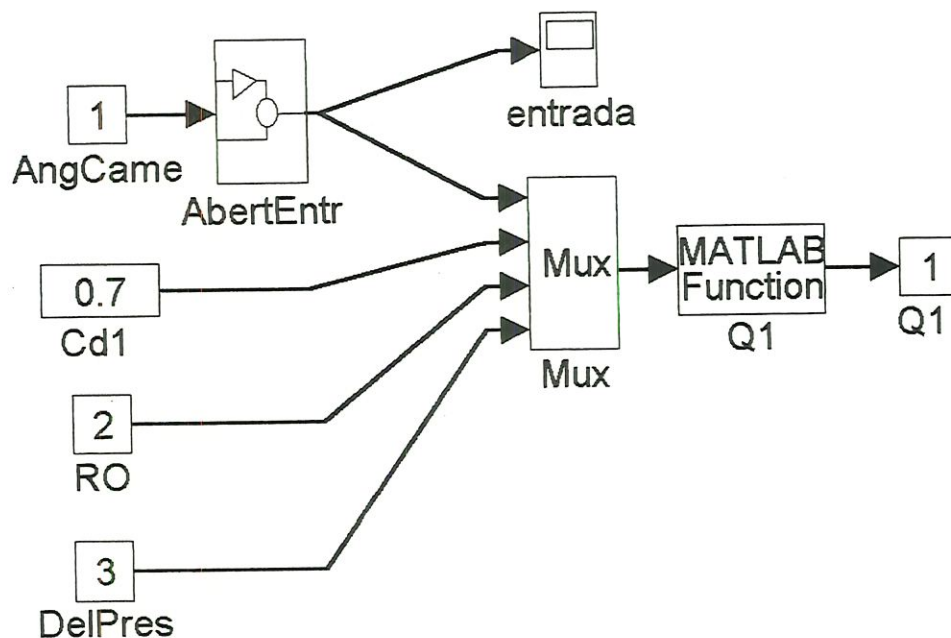 entrada
1
AngCame
AbertEntr
0.7
Cd1
Mux
Mux
MATLAB
Function
Q1
1
Q1
2
RO
3
DelPres